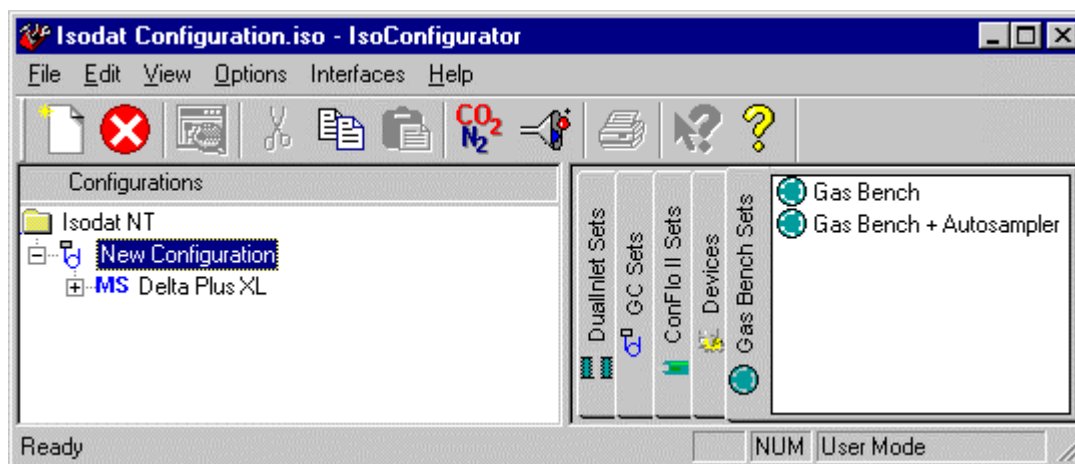 Isodat Configuration.iso - IsoConfigurator
File Edit View Options Interfaces Help
CO2
N2
Configurations
Isodat NT
New Configuration
MS Delta Plus XL
DualInlet Sets
GC Sets
ConFlo II Sets
Devices
Gas Bench Sets
Gas Bench
Gas Bench + Autosampler
Ready
NUM
User Mode